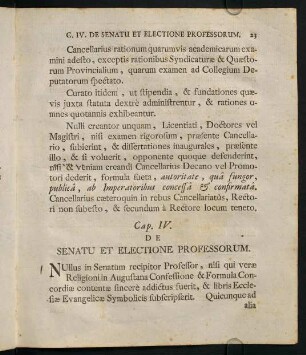 C. IV. DE SENATU ET ELECTIONE PROFESSORUM. 23
Cancellarius rationum quarumvis academicarum exa-
mini adesto, exceptis rationibus Syndicaturæ & Quæsto-
rum Provincialium, quarum examen ad Collegium De-
putatorum spectato.
Curato itidem, ut stipendia, & fundationes quæ-
vis juxta statuta dextrè administrentur, & rationes o-
mnes quotannis exhibeantur.
Nulli creantor unquam, Licentiati, Doctores vel
Magistri, nisi examen rigorosum, præsente Cancella-
rio, subierint, & dissertationes inaugurales, præsente
illo, & si voluerit, opponente quoque defenderint,
nisi & veniam creandi Cancellarius Decano vel Promo-
tori dederit, formula sueta, autoritate, quâ fungor,
publicâ, ab Imperatoribus concessâ & confirmatâ.
Cancellarius cæteroquin in rebus Cancellariatûs, Recto-
ri non subesto, & secundum à Rectore locum teneto.
Cap. IV.
DE
SENATU ET ELECTIONE PROFESSORUM.
NUllus in Senatum recipitor Professor, nisi qui veræ
Religioni in Augustana Confessione & Formula Con-
cordiæ contentæ sincerè addictus fuerit, & libris Eccle-
siæ Evangelicæ Symbolicis subscripserit. Quicunque ad
alia